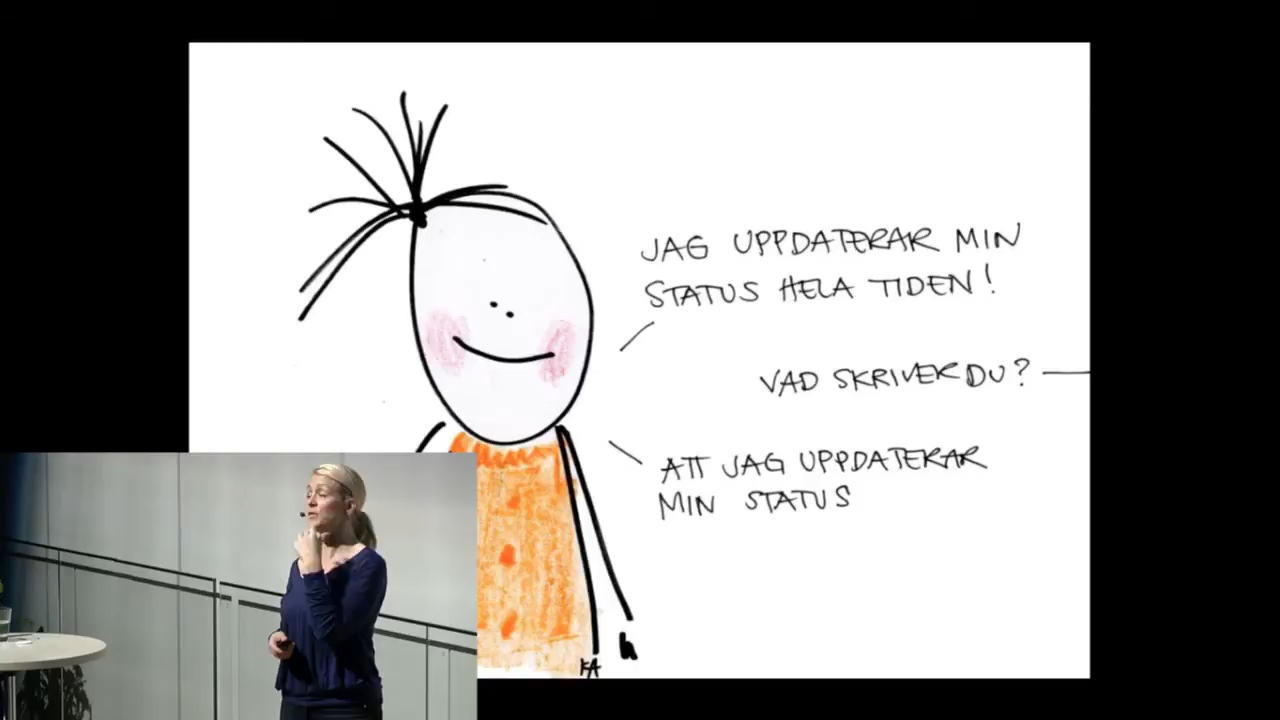 JAG UPPDATERAR MIN
STATUS HELA TIDEN!
VAD SKRIVER DU?
ATT JAG UPPDATERAR
MIN STATUS
KA